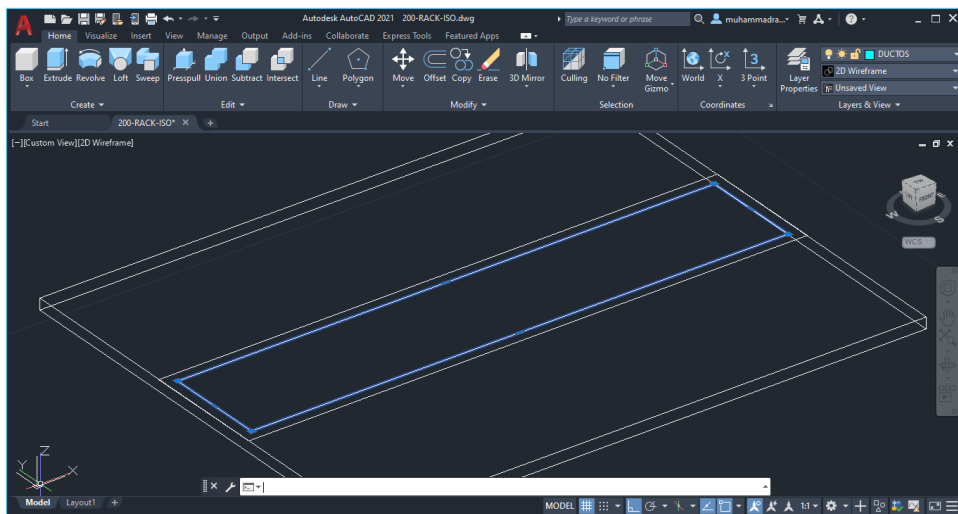 Autodesk AutoCAD 2021 200-RACK-ISO.dwg Type a keyword or phrase muhammadra...
Home Visualize Insert View Manage Output Add-ins Collaborate Express Tools Featured Apps
Box Extrude Revolve Loft Sweep Presspull Union Subtract Intersect Line Polygon Move Offset Copy Erase 3D Mirror Culling No Filter Move Gizmo World X 3 Point Layer Properties
DUCTOS
2D Wireframe
Unsaved View
Create Edit Draw Modify Selection Coordinates Layers & View
Start 200-RACK-ISO*
[–][Custom View][2D Wireframe]
FRONT
W S
WCS
Z
Y X
Model Layout1 MODEL 1:1